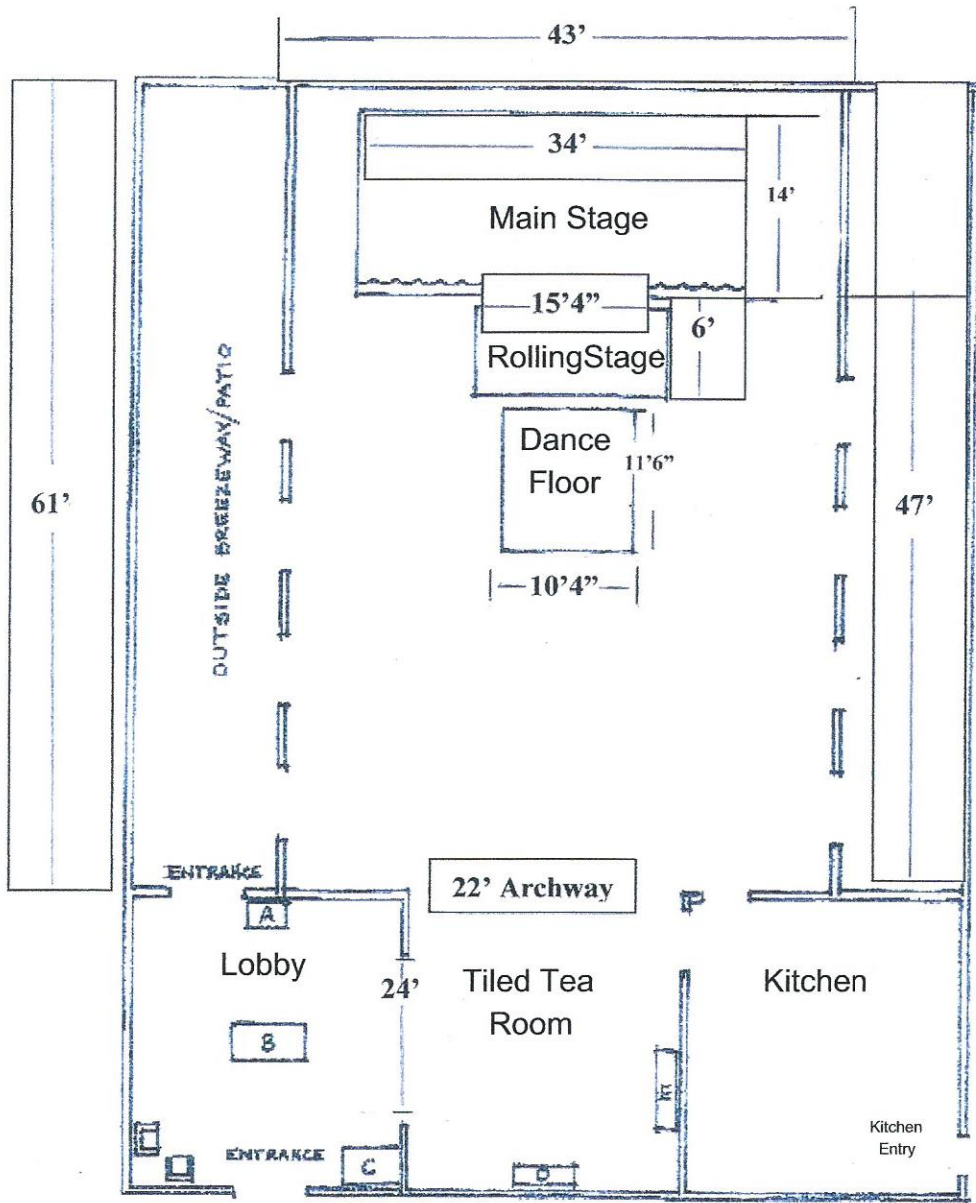 43'
34'
14'
Main Stage
15'4”
6'
RollingStage
OUTSIDE BREEZEWAY/PATIO
Dance
Floor
11'6”
61’
47’
10’4”
ENTRANCE
22’ Archway
A
Lobby
24’
Tiled Tea
Room
Kitchen
B
E
Kitchen
Entry
ENTRANCE
C
D